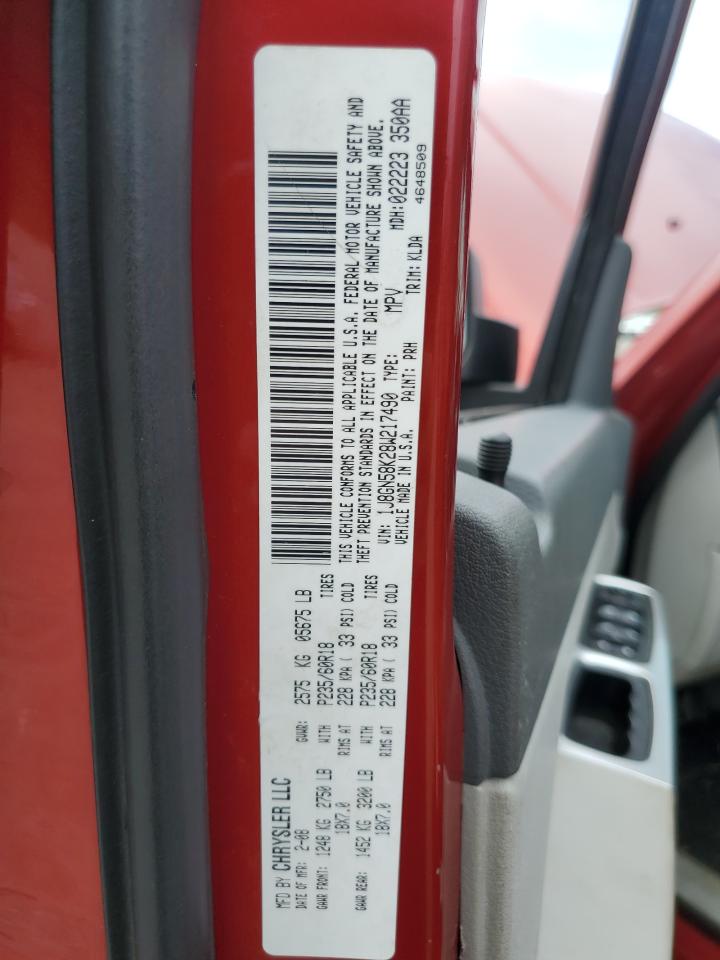 MFD BY CHRYSLER LLC
DATE OF MFR: 2-08 GVWR: 2575 KG 05675 LB
GAWR FRONT: 1248 KG 2750 LB WITH P235/60R18 TIRES
18X7.0 RIMS AT 228 KPA ( 33 PSI) COLD
GAWR REAR: 1452 KG 3200 LB WITH P235/60R18 TIRES
18X7.0 RIMS AT 228 KPA ( 33 PSI) COLD
THIS VEHICLE CONFORMS TO ALL APPLICABLE U.S.A. FEDERAL MOTOR VEHICLE SAFETY AND
THEFT PREVENTION STANDARDS IN EFFECT ON THE DATE OF MANUFACTURE SHOWN ABOVE.
VIN: 1J8GN58K28W217490 TYPE: MPV MDH:022223 350AA
VEHICLE MADE IN U.S.A. PAINT: PRH TRIM: KLDA 4648509